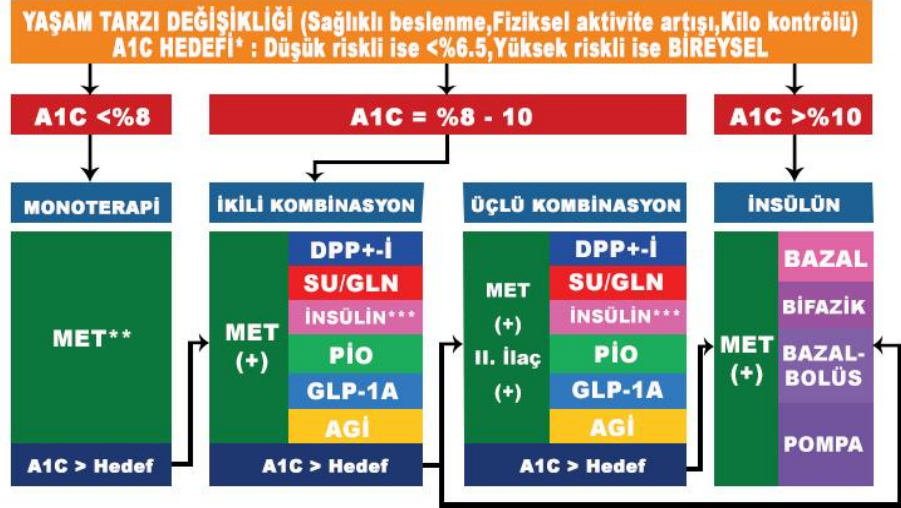 YAŞAM TARZI DEĞİŞİKLİĞİ (Sağlıklı beslenme,Fiziksel aktivite artışı,Kilo kontrölü)
A1C HEDEFİ* : Düşük riskli ise <%6.5,Yüksek riskli ise BİREYSEL
A1C <%8
A1C = %8 - 10
A1C >%10
MONOTERAPİ
MET**
A1C > Hedef
İKİLİ KOMBİNASYON
MET
(+)
DPP+-İ
SU/GLN
İNSÜLİN***
PİO
GLP-1A
AGİ
A1C > Hedef
ÜÇLÜ KOMBİNASYON
MET
(+)
II. İlaç
(+)
DPP+-İ
SU/GLN
İNSÜLİN***
PİO
GLP-1A
AGİ
A1C > Hedef
İNSÜLÜN
MET
(+)
BAZAL
BİFAZİK
BAZAL-
BOLÜS
POMPA